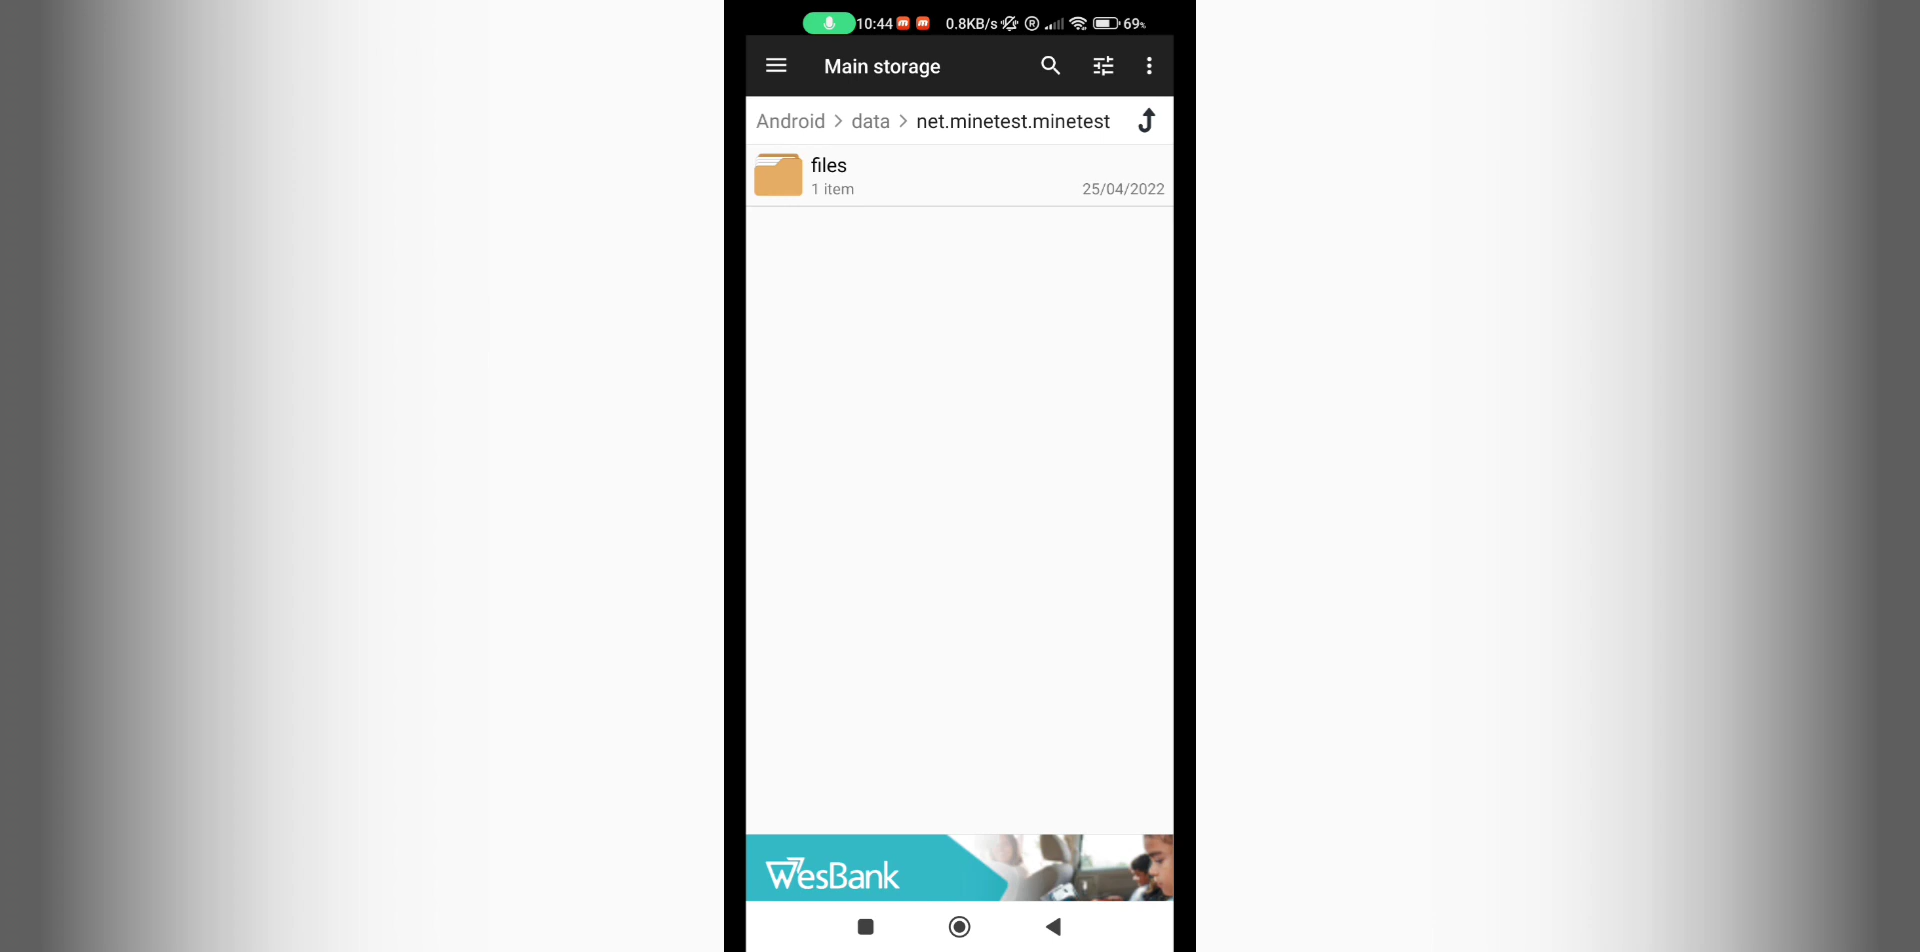 10:44 0.8KB/s R 69%
Main storage
Android > data > net.minetest.minetest
files
1 item 25/04/2022
WesBank